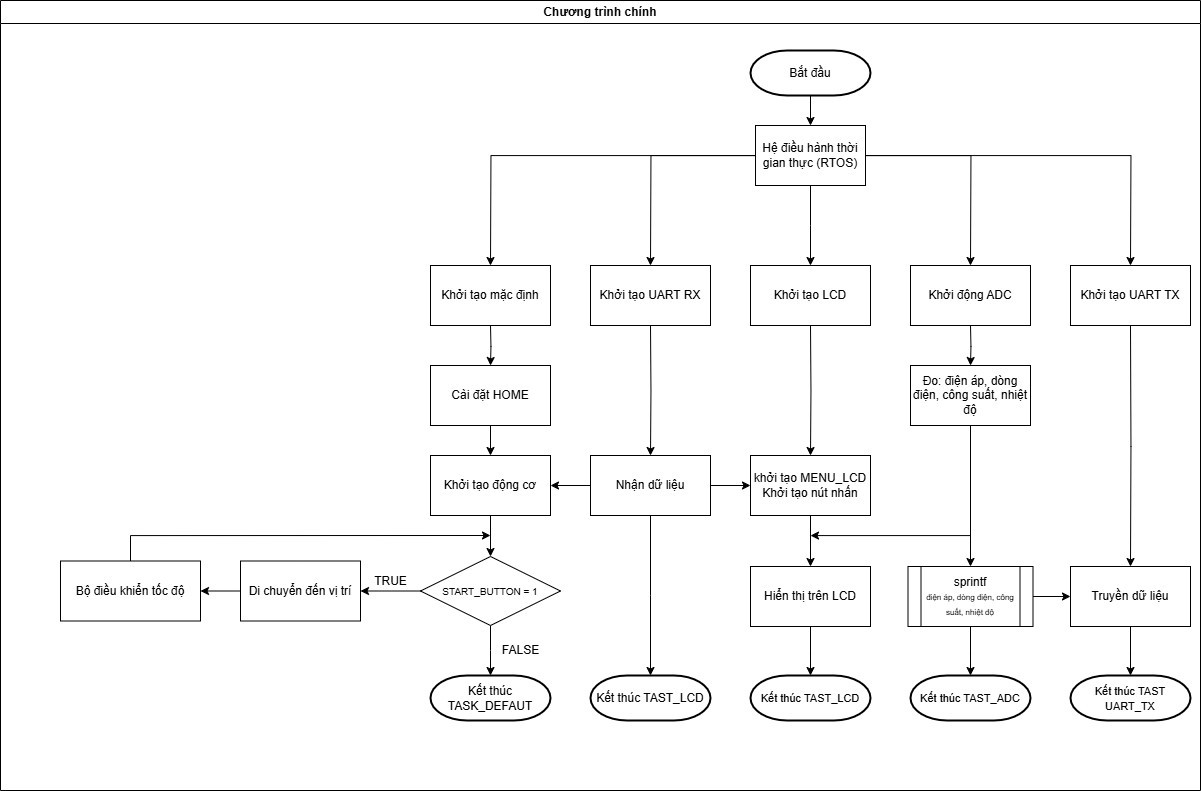 Chương trình chính
Bắt đầu
Hệ điều hành thời
gian thực (RTOS)
Khởi tạo mặc định
Khởi tạo UART RX
Khởi tạo LCD
Khởi động ADC
Khởi tạo UART TX
Cài đặt HOME
Đo: điện áp, dòng
điện, công suất, nhiệt
độ
Khởi tạo động cơ
Nhận dữ liệu
khởi tạo MENU_LCD
Khởi tạo nút nhấn
Bộ điều khiển tốc độ
Di chuyển đến vị trí
TRUE
START_BUTTON = 1
FALSE
Hiển thị trên LCD
sprintf
điện áp, dòng điện, công
suất, nhiệt độ
Truyền dữ liệu
Kết thúc
TASK_DEFAUT
Kết thúc TAST_LCD
Kết thúc TAST_LCD
Kết thúc TAST_ADC
Kết thúc TAST
UART_TX